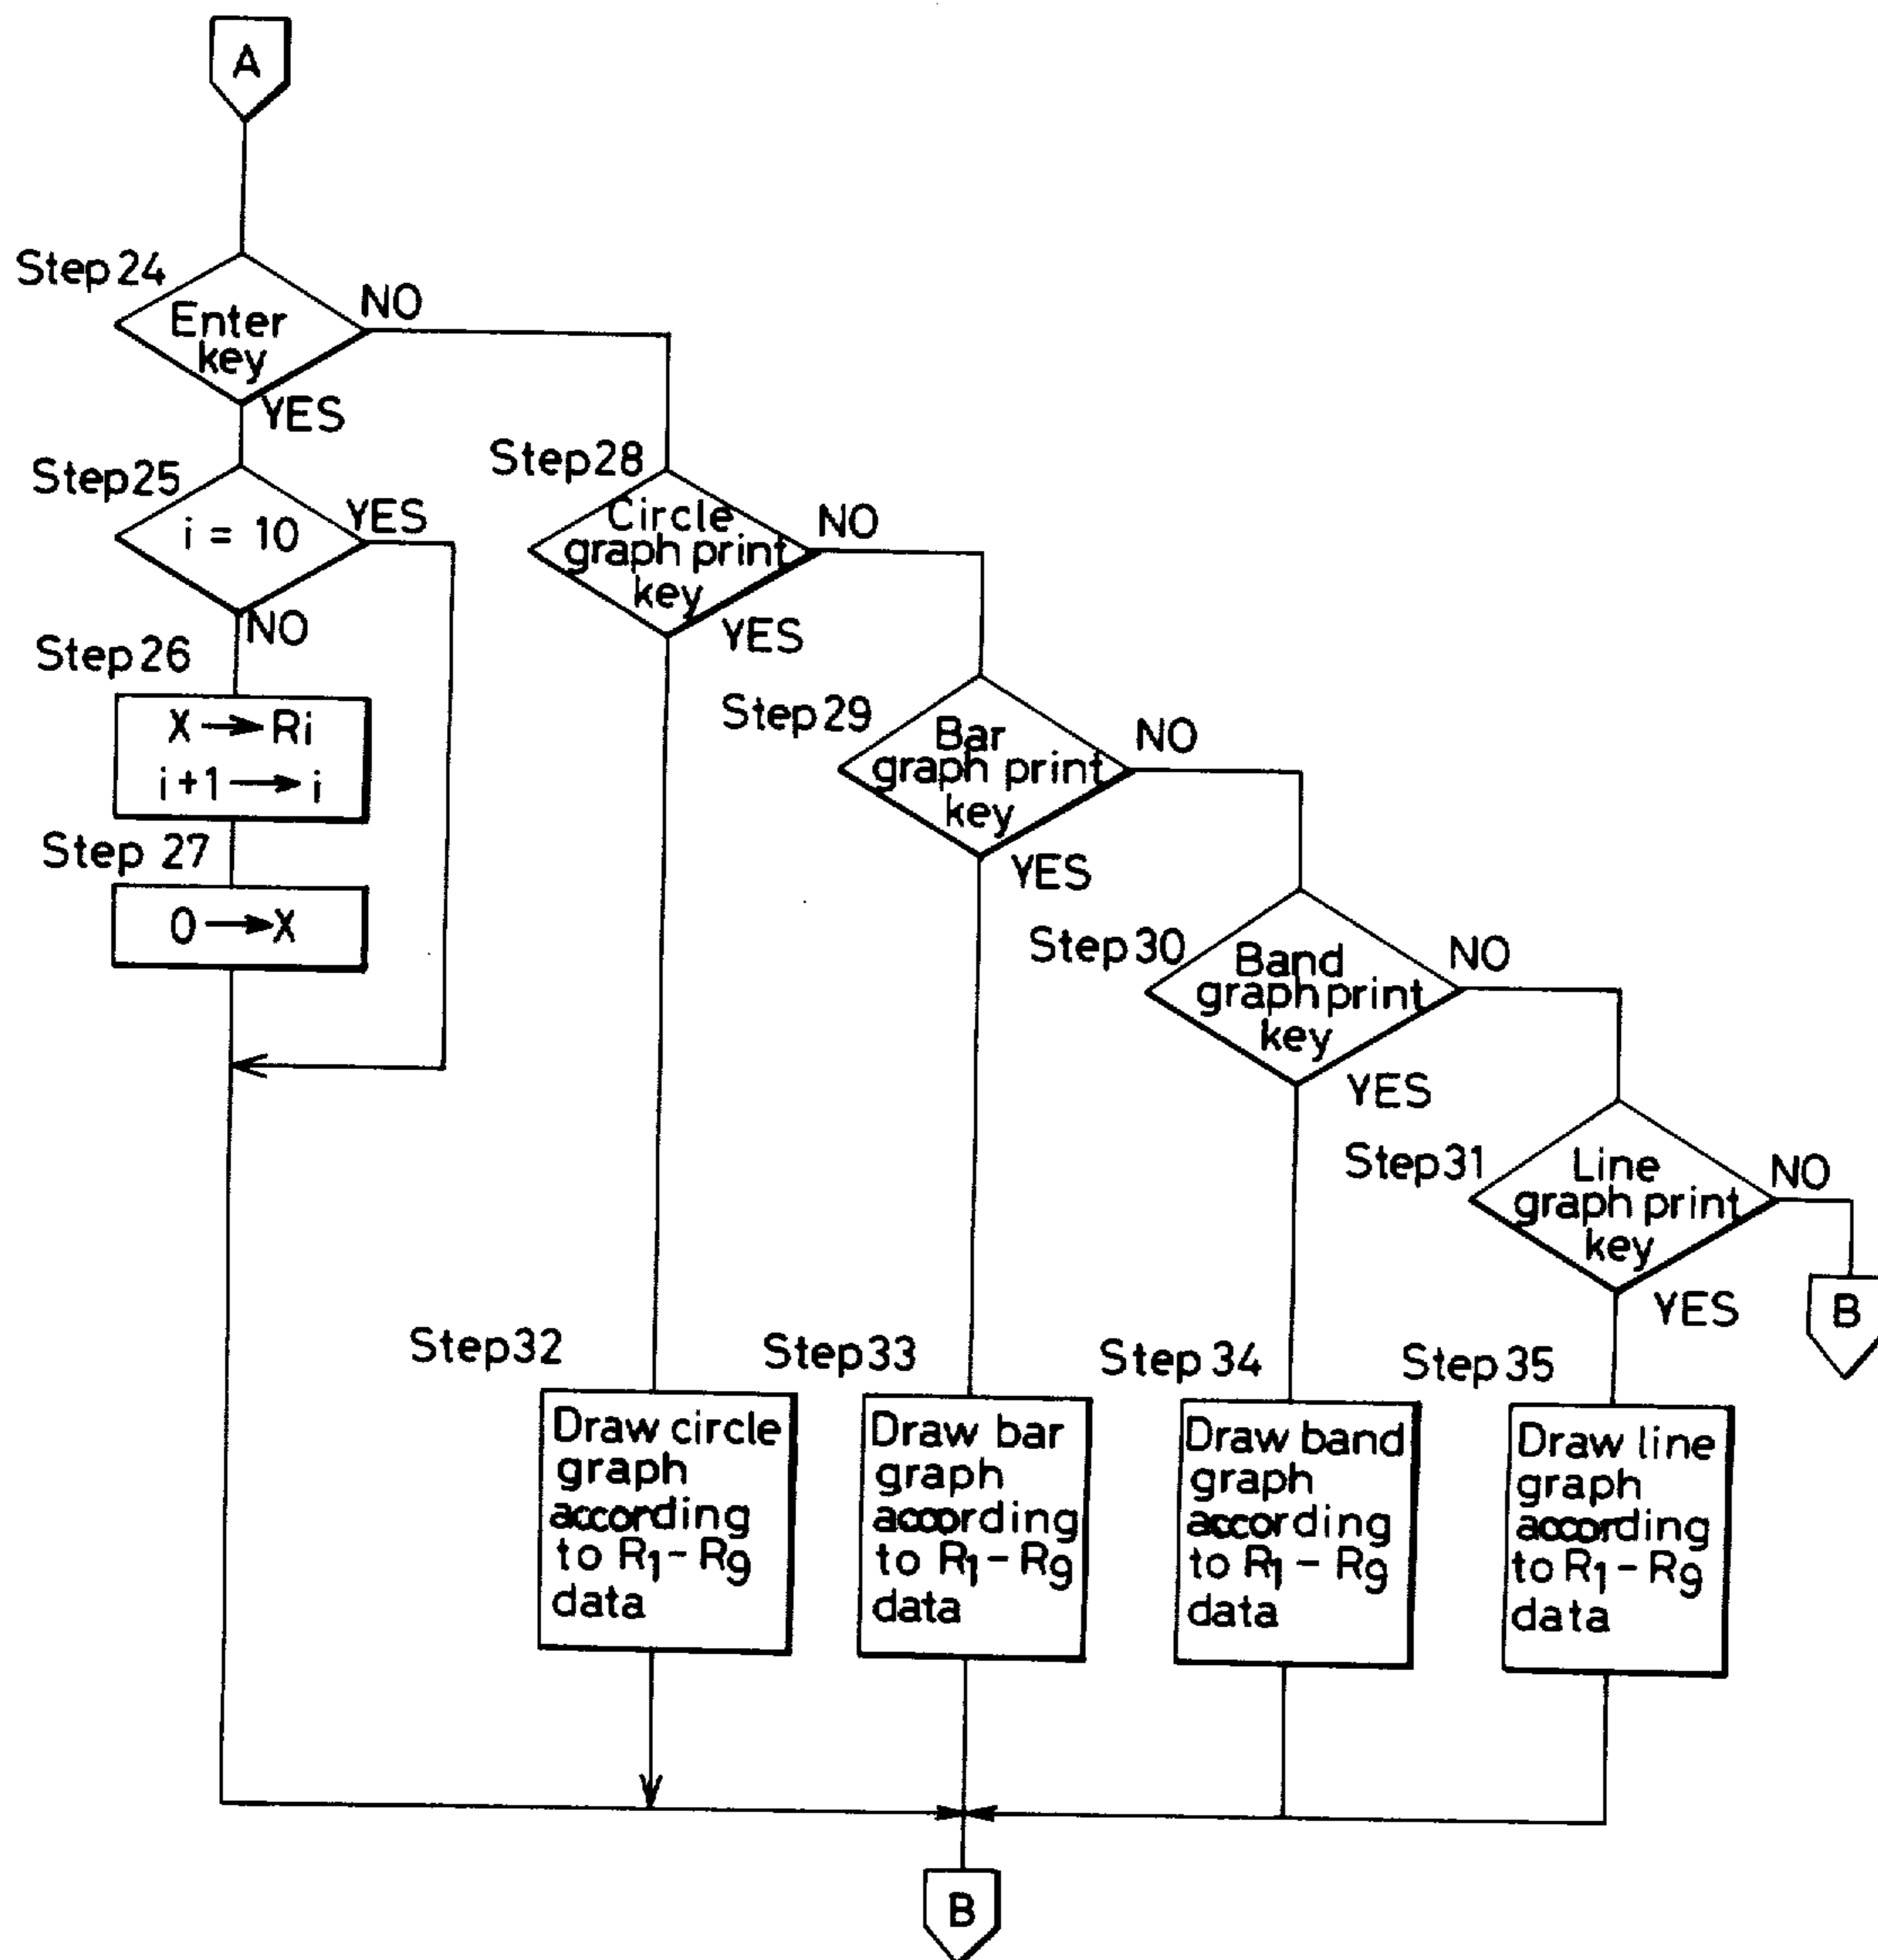 A
Step 24
Enter
key
NO
YES
Step 25
i = 10
YES
NO
Step 26
X → Ri
i+1 → i
Step 27
0 → X
Step 28
Circle
graph print
key
NO
YES
Step 29
Bar
graph print
key
NO
YES
Step 30
Band
graph print
key
NO
YES
Step 31
Line
graph print
key
NO
YES
B
Step 32
Draw circle
graph
according
to R1 - R9
data
Step 33
Draw bar
graph
according
to R1 - R9
data
Step 34
Draw band
graph
according
to R1 - R9
data
Step 35
Draw line
graph
according
to R1 - R9
data
B